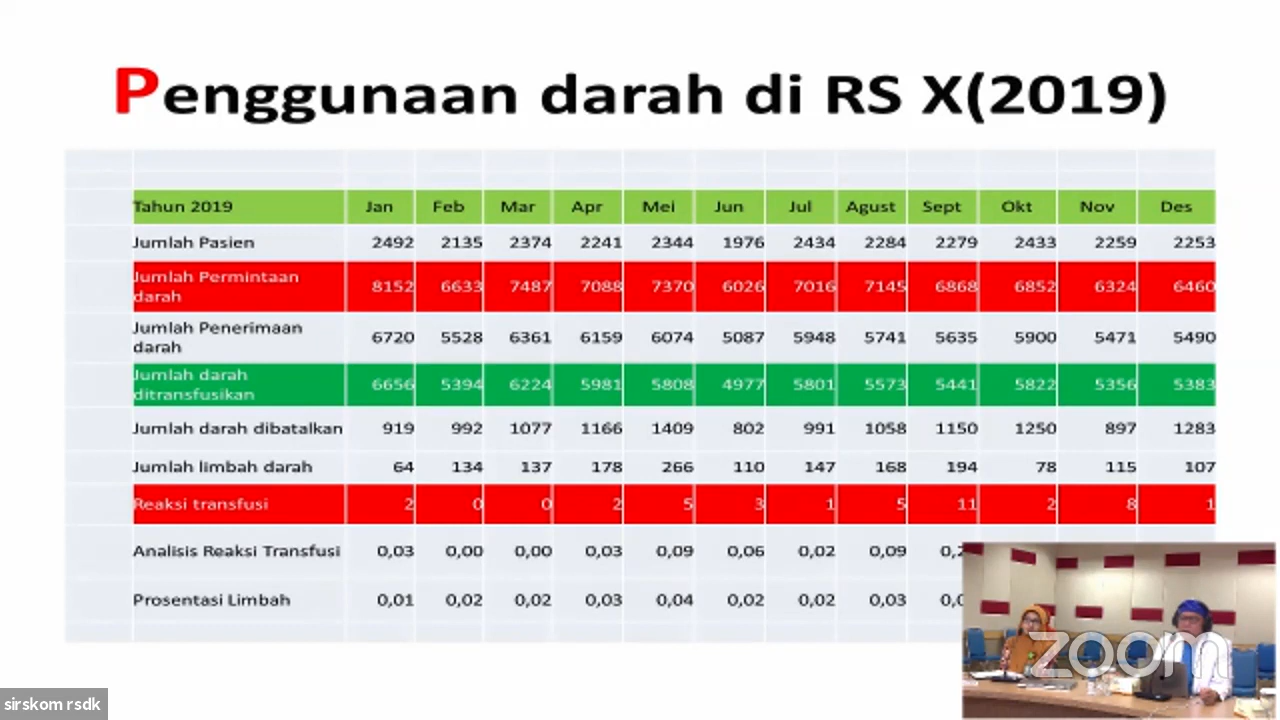 Penggunaan darah di RS X(2019)
Tahun 2019 Jan Feb Mar Apr Mei Jun Jul Agust Sept Okt Nov Des
Jumlah Pasien 2492 2135 2374 2241 2344 1976 2434 2284 2279 2433 2259 2253
Jumlah Permintaan
darah 8152 6633 7487 7088 7370 6026 7016 7145 6868 6852 6324 6460
Jumlah Penerimaan
darah 6720 5528 6361 6159 6074 5087 5948 5741 5635 5900 5471 5490
Jumlah darah
ditransfusikan 6656 5394 6224 5981 5808 4977 5801 5573 5441 5822 5356 5383
Jumlah darah dibatalkan 919 992 1077 1166 1409 802 991 1058 1150 1250 897 1283
Jumlah limbah darah 64 134 137 178 266 110 147 168 194 78 115 107
Reaksi transfusi 2 0 0 2 5 3 1 5 11 2 8 1
Analisis Reaksi Transfusi 0,03 0,00 0,00 0,03 0,09 0,06 0,02 0,09
Prosentasi Limbah 0,01 0,02 0,02 0,03 0,04 0,02 0,02 0,03
zoom
sirskom rsdk